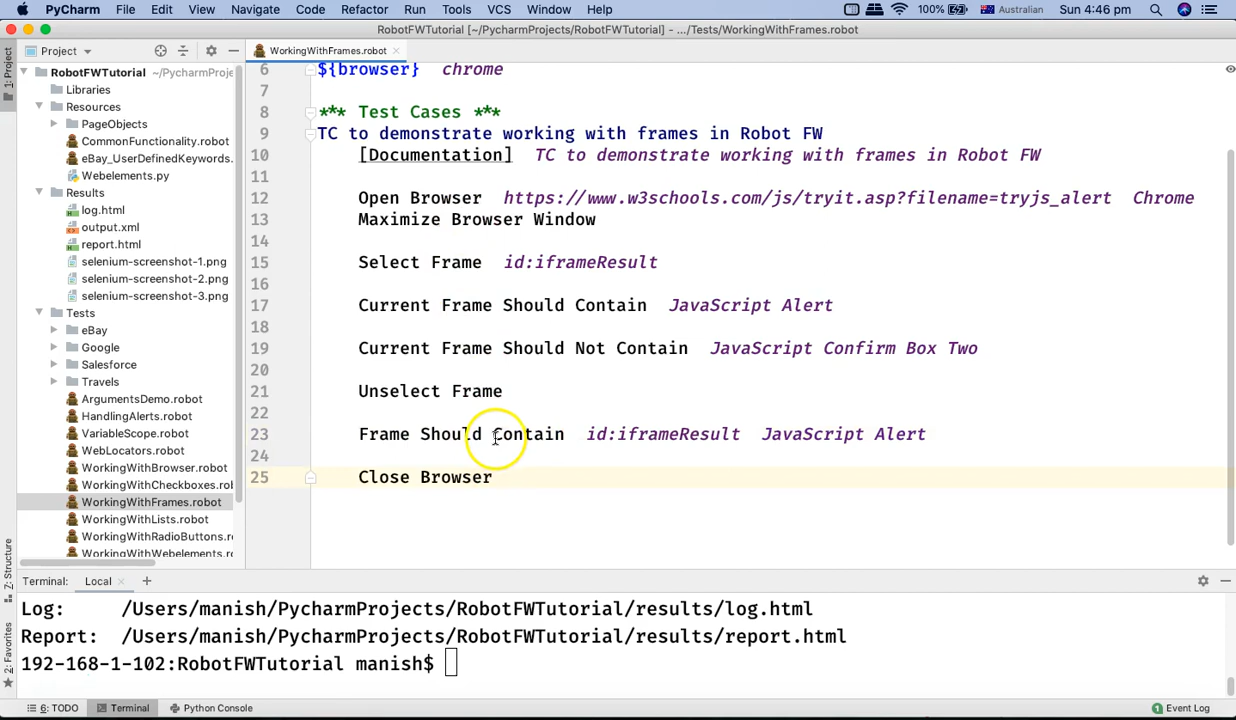 PyCharm File Edit View Navigate Code Refactor Run Tools VCS Window Help 100% Australian Sun 4:46 pm
RobotFWTutorial [~/PycharmProjects/RobotFWTutorial] - .../Tests/WorkingWithFrames.robot
1: Project
Project
WorkingWithFrames.robot
RobotFWTutorial ~/PycharmProje
Libraries
Resources
PageObjects
CommonFunctionality.robot
eBay_UserDefinedKeywords.
Webelements.py
Results
log.html
output.xml
report.html
selenium-screenshot-1.png
selenium-screenshot-2.png
selenium-screenshot-3.png
Tests
eBay
Google
Salesforce
Travels
ArgumentsDemo.robot
HandlingAlerts.robot
VariableScope.robot
WebLocators.robot
WorkingWithBrowser.robot
WorkingWithCheckboxes.rob
WorkingWithFrames.robot
WorkingWithLists.robot
WorkingWithRadioButtons.r
WorkingWithWebelements.ro
6 ${browser} chrome
7
8 *** Test Cases ***
9 TC to demonstrate working with frames in Robot FW
10 [Documentation] TC to demonstrate working with frames in Robot FW
11
12 Open Browser https://www.w3schools.com/js/tryit.asp?filename=tryjs_alert Chrome
13 Maximize Browser Window
14
15 Select Frame id:iframeResult
16
17 Current Frame Should Contain JavaScript Alert
18
19 Current Frame Should Not Contain JavaScript Confirm Box Two
20
21 Unselect Frame
22
23 Frame Should Contain id:iframeResult JavaScript Alert
24
25 Close Browser
Z: Structure
2: Favorites
Terminal: Local +
Log: /Users/manish/PycharmProjects/RobotFWTutorial/results/log.html
Report: /Users/manish/PycharmProjects/RobotFWTutorial/results/report.html
192-168-1-102:RobotFWTutorial manish$
6: TODO Terminal Python Console 1 Event Log